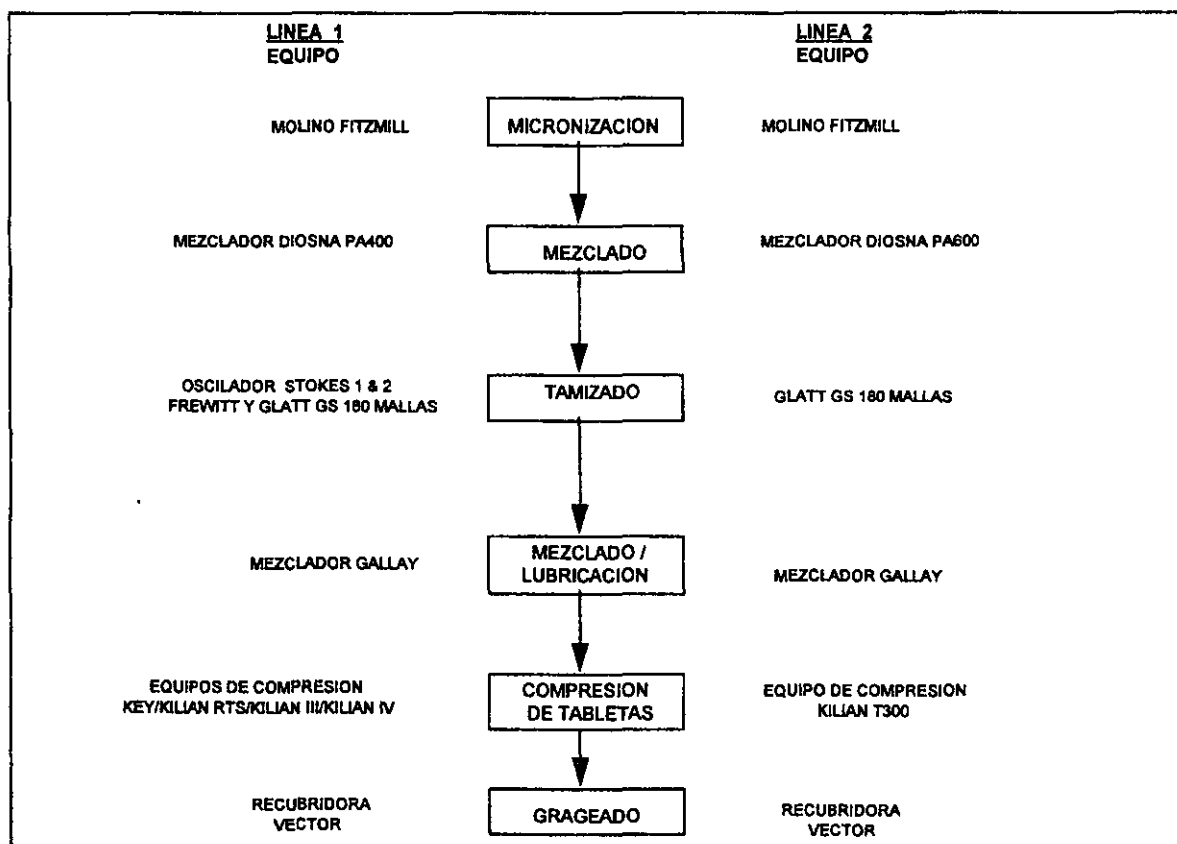 LINEA 1
EQUIPO
LINEA 2
EQUIPO
MOLINO FITZMILL
MICRONIZACION
MOLINO FITZMILL
MEZCLADOR DIOSNA PA400
MEZCLADO
MEZCLADOR DIOSNA PA600
OSCILADOR STOKES 1 & 2
FREWITT Y GLATT GS 180 MALLAS
TAMIZADO
GLATT GS 180 MALLAS
MEZCLADOR GALLAY
MEZCLADO /
LUBRICACION
MEZCLADOR GALLAY
EQUIPOS DE COMPRESION
KEY/KILIAN RTS/KILIAN III/KILIAN IV
COMPRESION
DE TABLETAS
EQUIPO DE COMPRESION
KILIAN T300
RECUBRIDORA
VECTOR
GRAGEADO
RECUBRIDORA
VECTOR